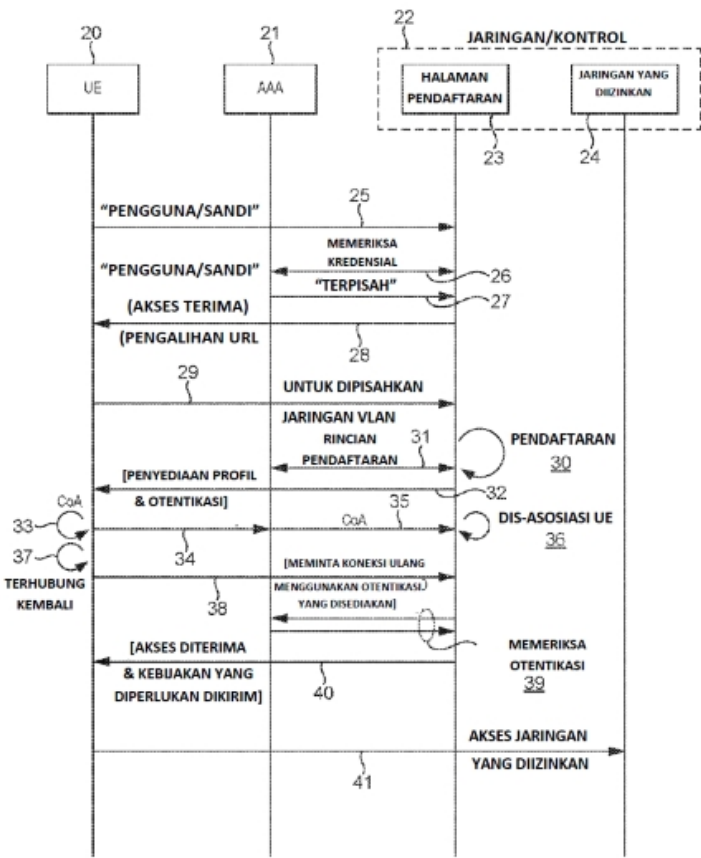 20
21
22
JARINGAN/KONTROL
UE
AAA
HALAMAN
PENDAFTARAN
JARINGAN YANG
DIIZINKAN
23
24
25
“PENGGUNA/SANDI”
MEMERIKSA
KREDENSIAL
“PENGGUNA/SANDI”
26
“TERPISAH”
27
(AKSES TERIMA)
(PENGALIHAN URL
28
29
UNTUK DIPISAHKAN
JARINGAN VLAN
RINCIAN
PENDAFTARAN
31
PENDAFTARAN
30
[PENYEDIAAN PROFIL
& OTENTIKASI]
32
CoA
33
34
CoA
35
DIS-ASOSIASI UE
36
37
TERHUBUNG
KEMBALI
38
[MEMINTA KONEKSI ULANG
MENGGUNAKAN OTENTIKASI
YANG DISEDIAKAN]
MEMERIKSA
OTENTIKASI
39
[AKSES DITERIMA
& KEBIJAKAN YANG
DIPERLUKAN DIKIRIM]
40
AKSES JARINGAN
YANG DIIZINKAN
41